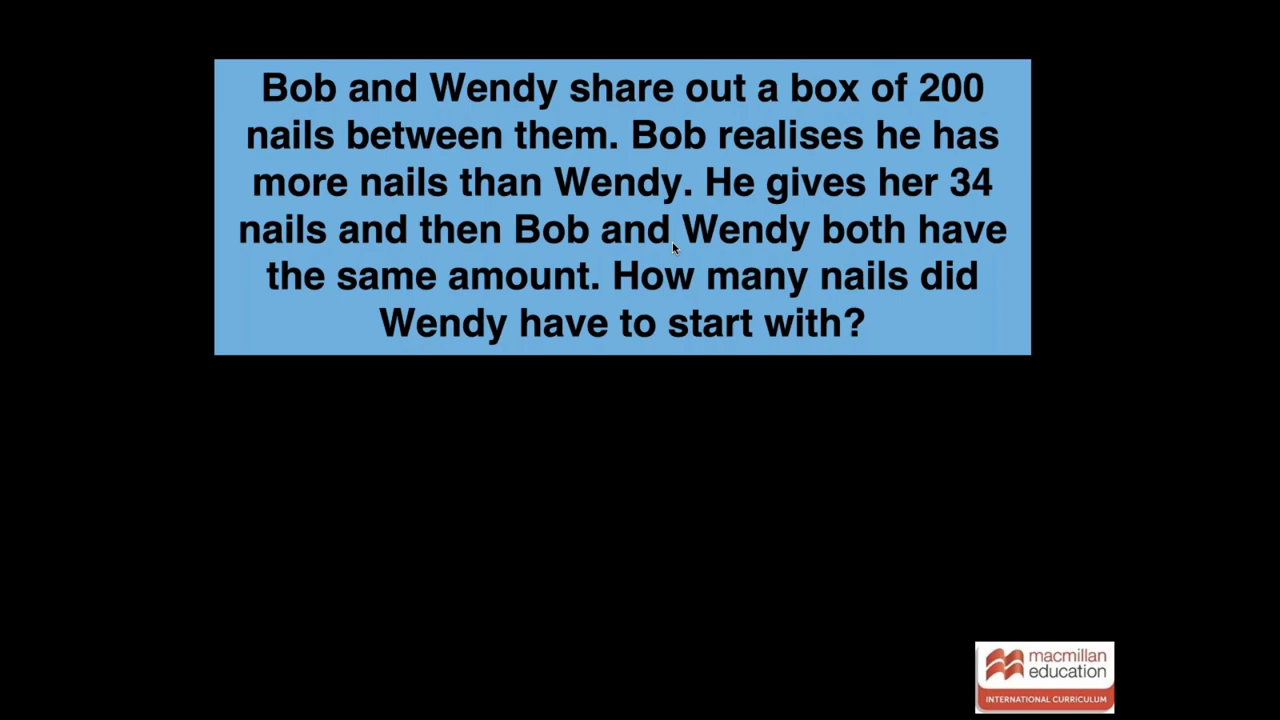 Bob and Wendy share out a box of 200
nails between them. Bob realises he has
more nails than Wendy. He gives her 34
nails and then Bob and Wendy both have
the same amount. How many nails did
Wendy have to start with?
macmillan
education
INTERNATIONAL CURRICULUM